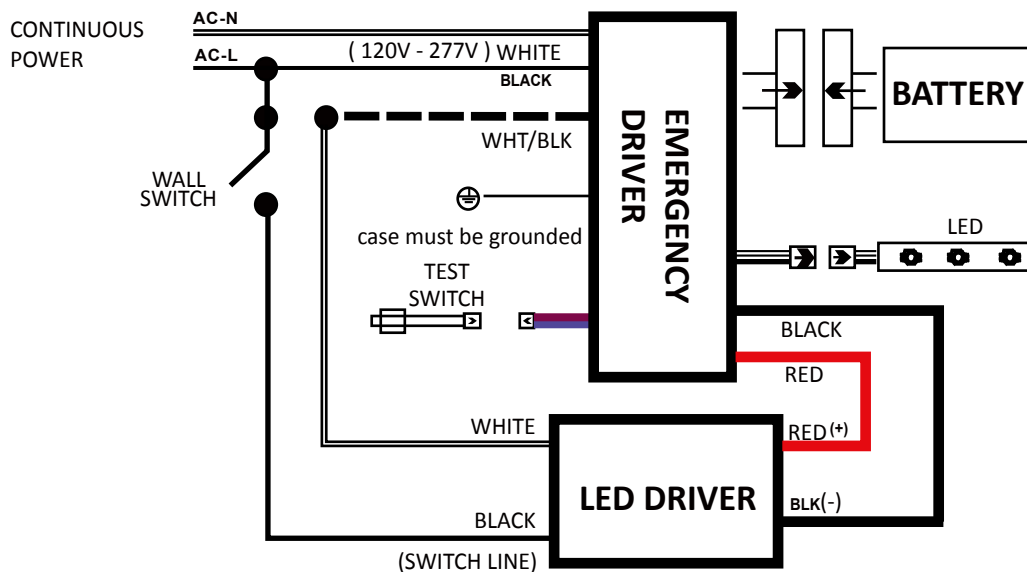 CONTINUOUS
POWER
AC-N
AC-L
( 120V - 277V ) WHITE
BLACK
WHT/BLK
WALL
SWITCH
case must be grounded
TEST
SWITCH
EMERGENCY
DRIVER
BATTERY
LED
BLACK
RED
WHITE
RED (+)
LED DRIVER
BLK(-)
BLACK
(SWITCH LINE)